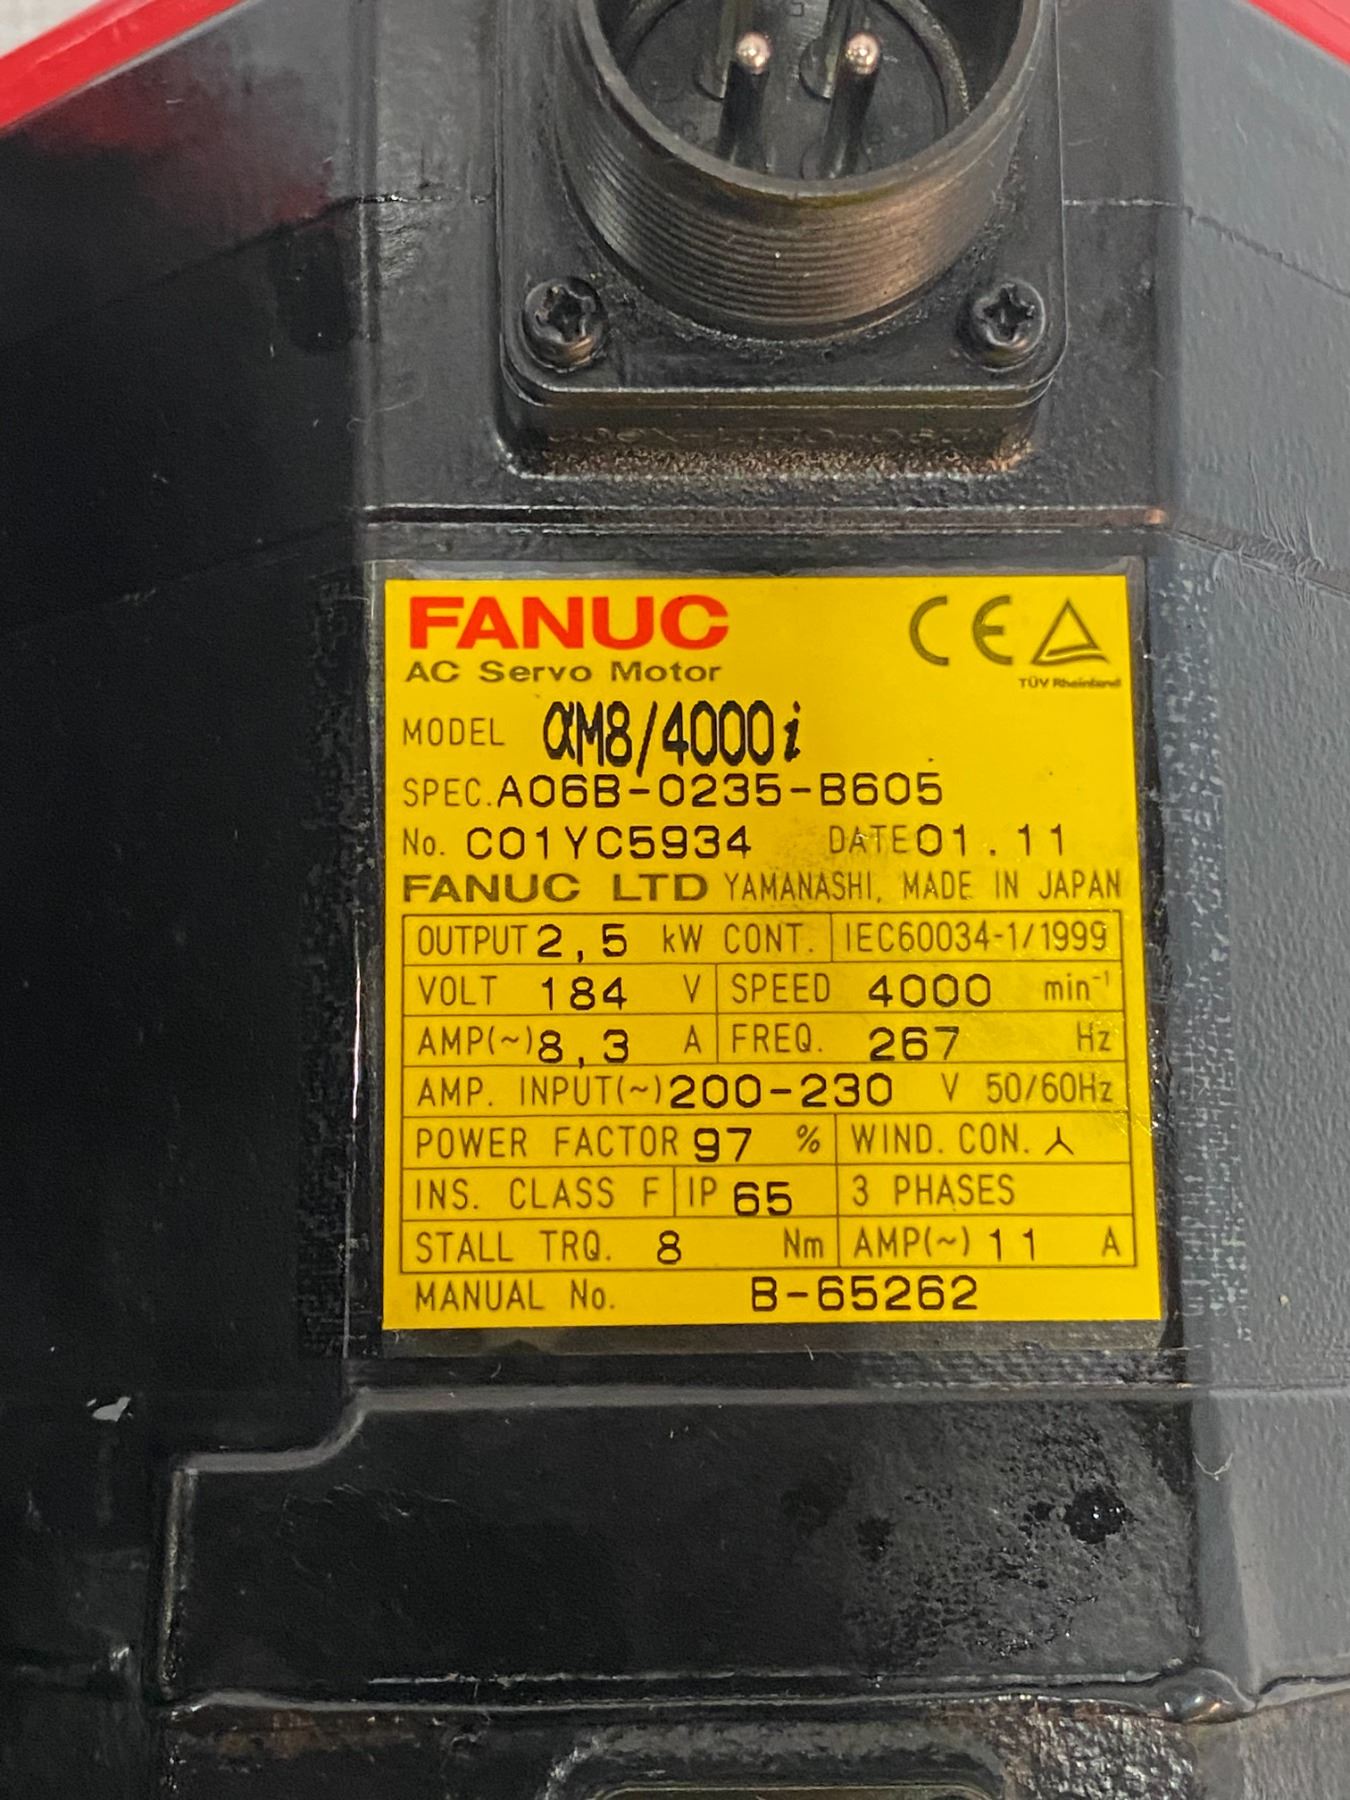 FANUC
AC Servo Motor
CE
TÜV Rheinland
MODEL αM8/4000i
SPEC. A06B-0235-B605
No. C01YC5934 DATE 01.11
FANUC LTD YAMANASHI, MADE IN JAPAN
OUTPUT 2,5 kW CONT. IEC60034-1/1999
VOLT 184 V SPEED 4000 min⁻¹
AMP(~) 8,3 A FREQ. 267 Hz
AMP. INPUT(~) 200-230 V 50/60Hz
POWER FACTOR 97 % WIND. CON. 人
INS. CLASS F IP 65 3 PHASES
STALL TRQ. 8 Nm AMP(~) 11 A
MANUAL No. B-65262